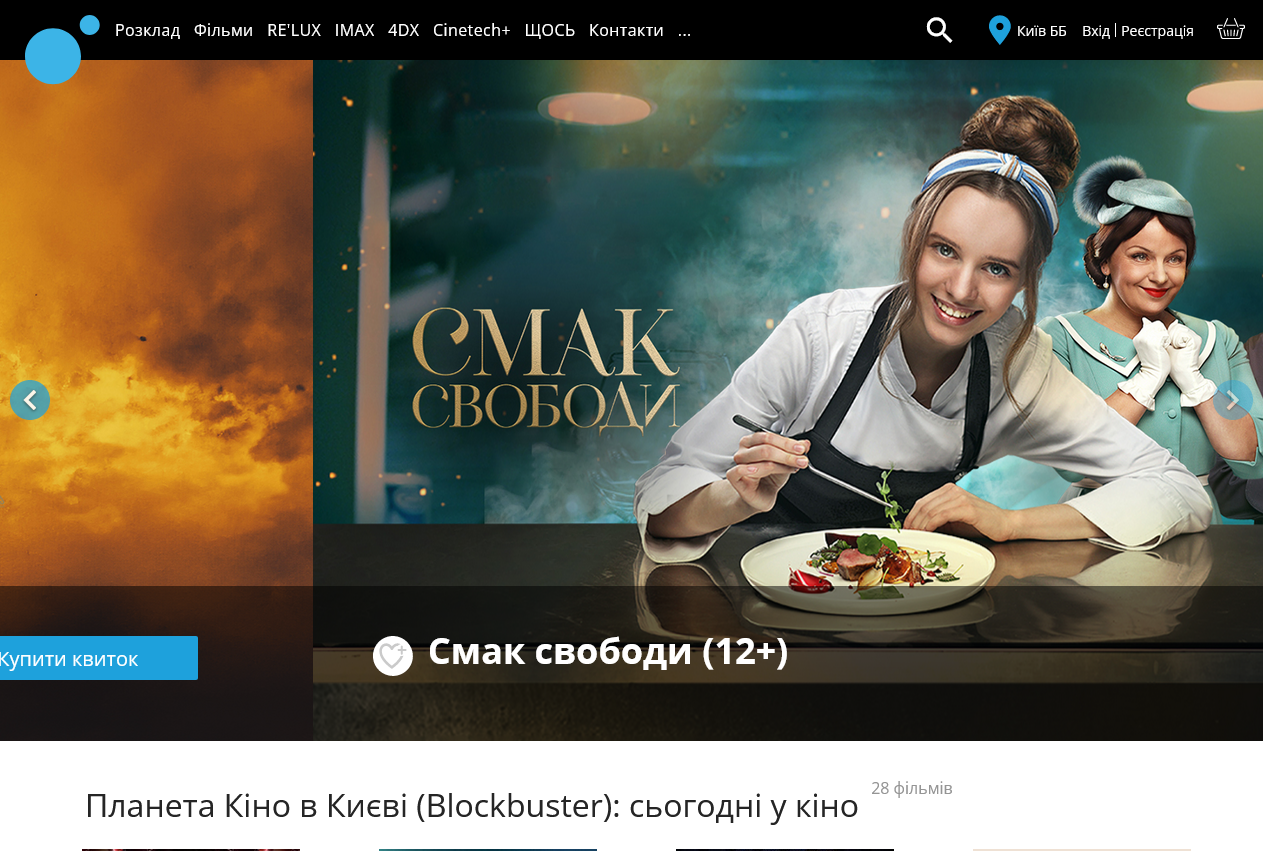 Розклад Фільми RE'LUX IMAX 4DX Cinetech+ ЩОСЬ Контакти ... Київ ББ Вхід | Реєстрація
СМАК
СВОБОДИ
Купити квиток
Смак свободи (12+)
Планета Кіно в Києві (Blockbuster): сьогодні у кіно 28 фільмів